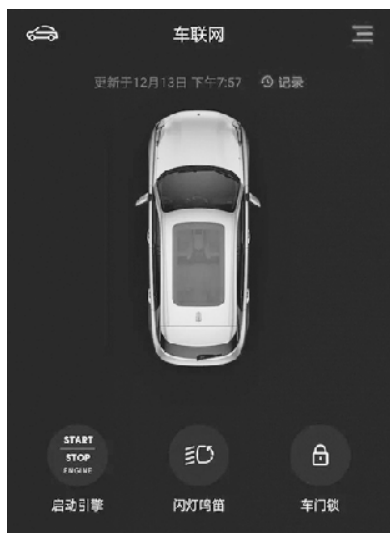 车联网
更新于12月13日 下午7:57 记录
START
STOP
ENGINE
启动引擎 闪灯鸣笛 车门锁